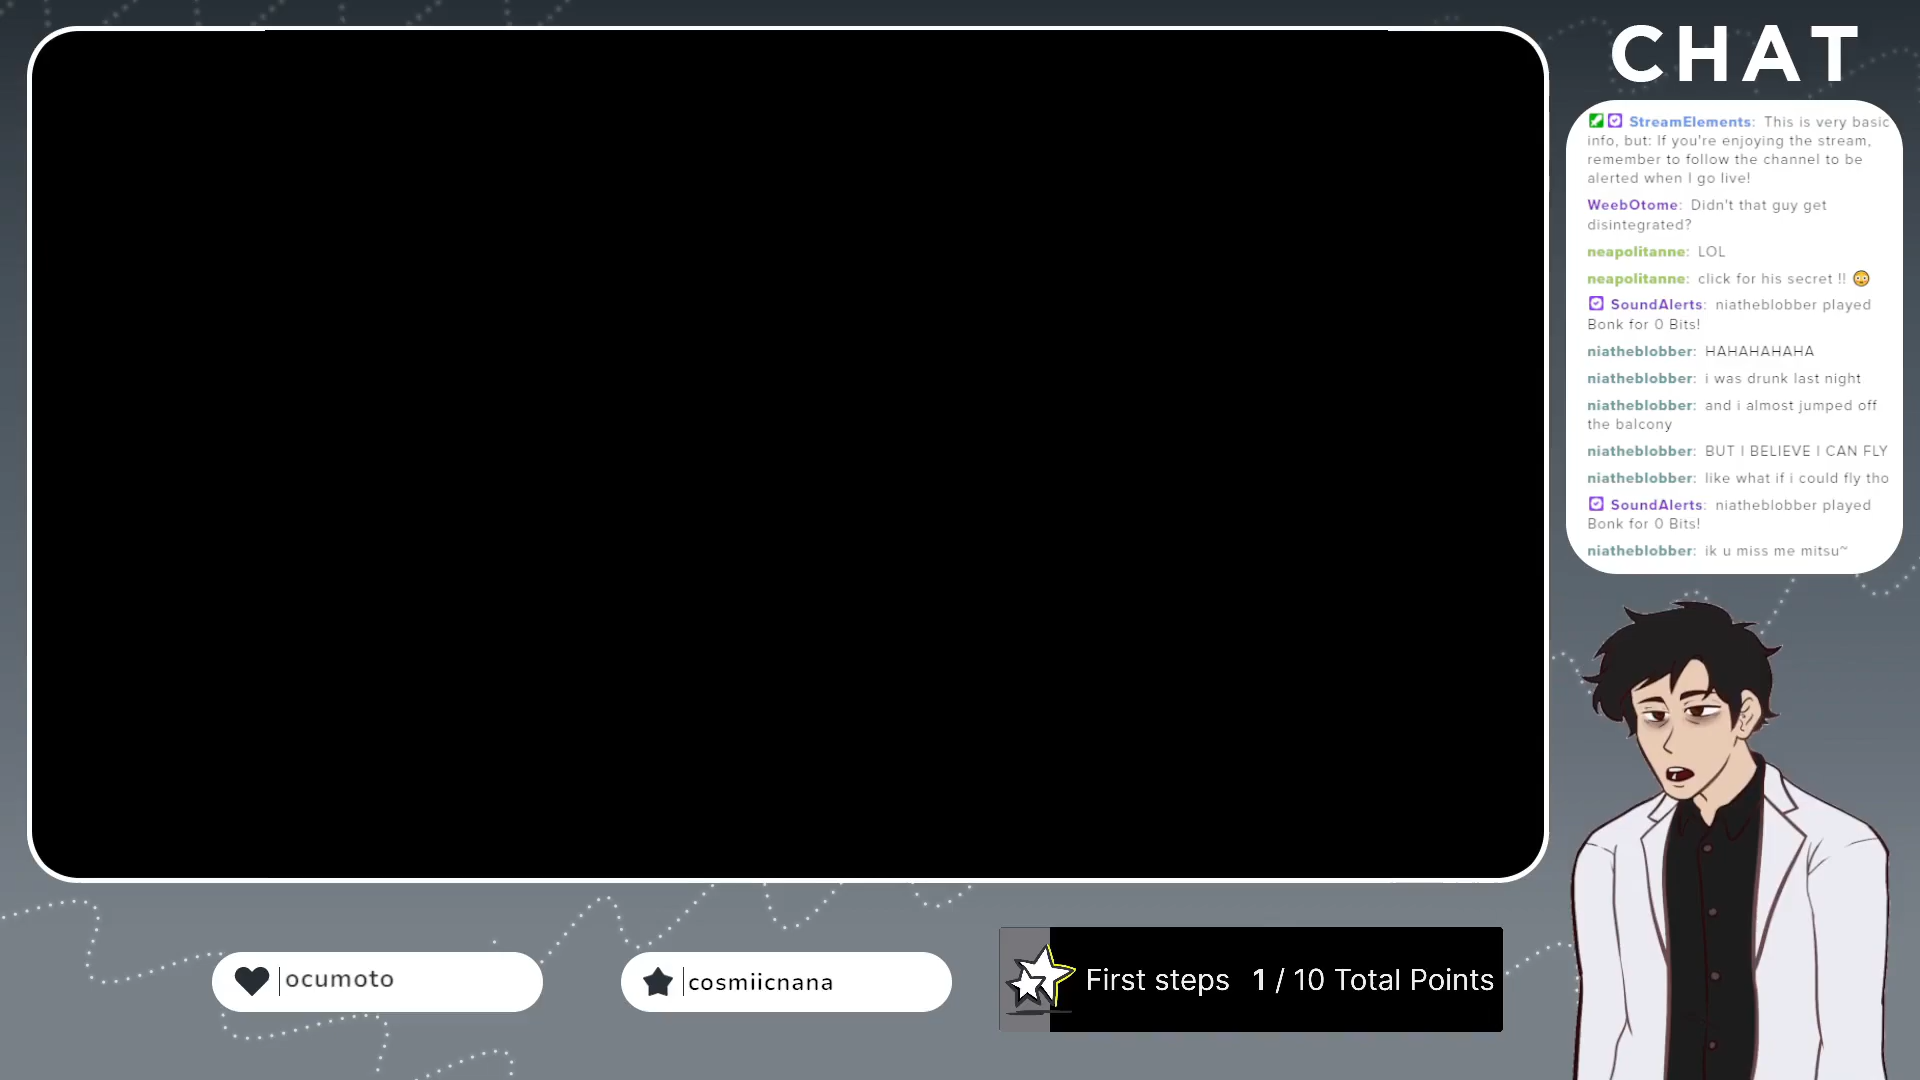 CHAT
StreamElements: This is very basic
info, but: If you're enjoying the stream,
remember to follow the channel to be
alerted when I go live!
WeebOtome: Didn't that guy get
disintegrated?
neapolitanne: LOL
neapolitanne: click for his secret !! 😳
SoundAlerts: niatheblobber played
Bonk for 0 Bits!
niatheblobber: HAHAHAHAHA
niatheblobber: i was drunk last night
niatheblobber: and i almost jumped off
the balcony
niatheblobber: BUT I BELIEVE I CAN FLY
niatheblobber: like what if i could fly tho
SoundAlerts: niatheblobber played
Bonk for 0 Bits!
niatheblobber: ik u miss me mitsu~
ocumoto
cosmiicnana
First steps 1 / 10 Total Points